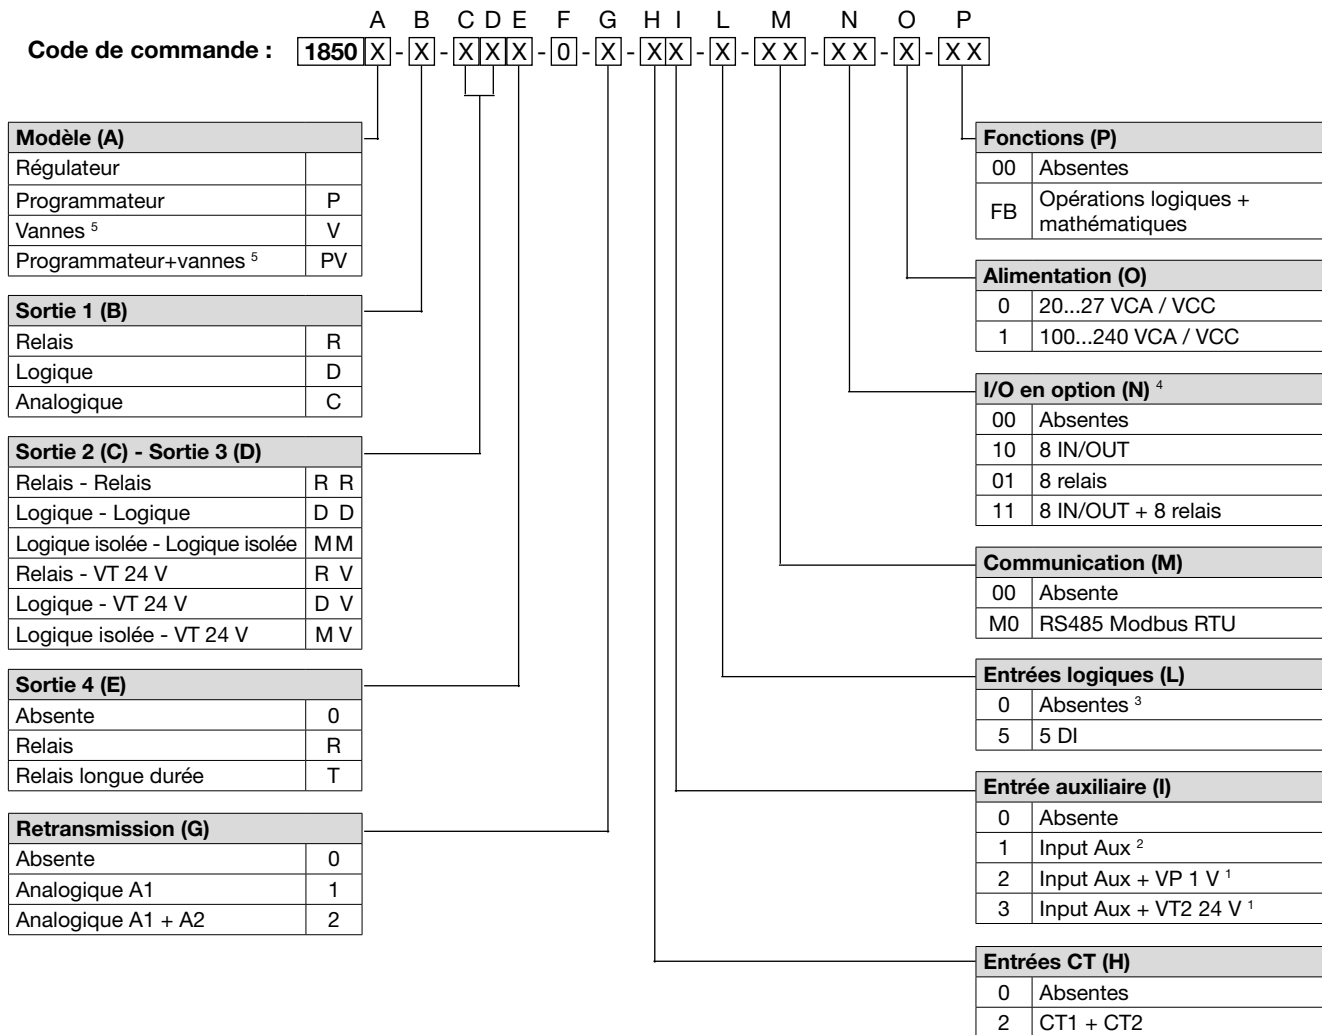 A B C D E F G H I L M N O P
Code de commande : 1850 X - X - X X X - 0 - X - X X - X - X X - X X - X - X X
Modèle (A)
Régulateur
Programmateur P
Vannes 5 V
Programmateur+vannes 5 PV
Sortie 1 (B)
Relais R
Logique D
Analogique C
Sortie 2 (C) - Sortie 3 (D)
Relais - Relais R R
Logique - Logique D D
Logique isolée - Logique isolée M M
Relais - VT 24 V R V
Logique - VT 24 V D V
Logique isolée - VT 24 V M V
Sortie 4 (E)
Absente 0
Relais R
Relais longue durée T
Retransmission (G)
Absente 0
Analogique A1 1
Analogique A1 + A2 2
Fonctions (P)
00 Absentes
FB Opérations logiques +
mathématiques
Alimentation (O)
0 20...27 VCA / VCC
1 100...240 VCA / VCC
I/O en option (N) 4
00 Absentes
10 8 IN/OUT
01 8 relais
11 8 IN/OUT + 8 relais
Communication (M)
00 Absente
M0 RS485 Modbus RTU
Entrées logiques (L)
0 Absentes 3
5 5 DI
Entrée auxiliaire (I)
0 Absente
1 Input Aux 2
2 Input Aux + VP 1 V 1
3 Input Aux + VT2 24 V 1
Entrées CT (H)
0 Absentes
2 CT1 + CT2